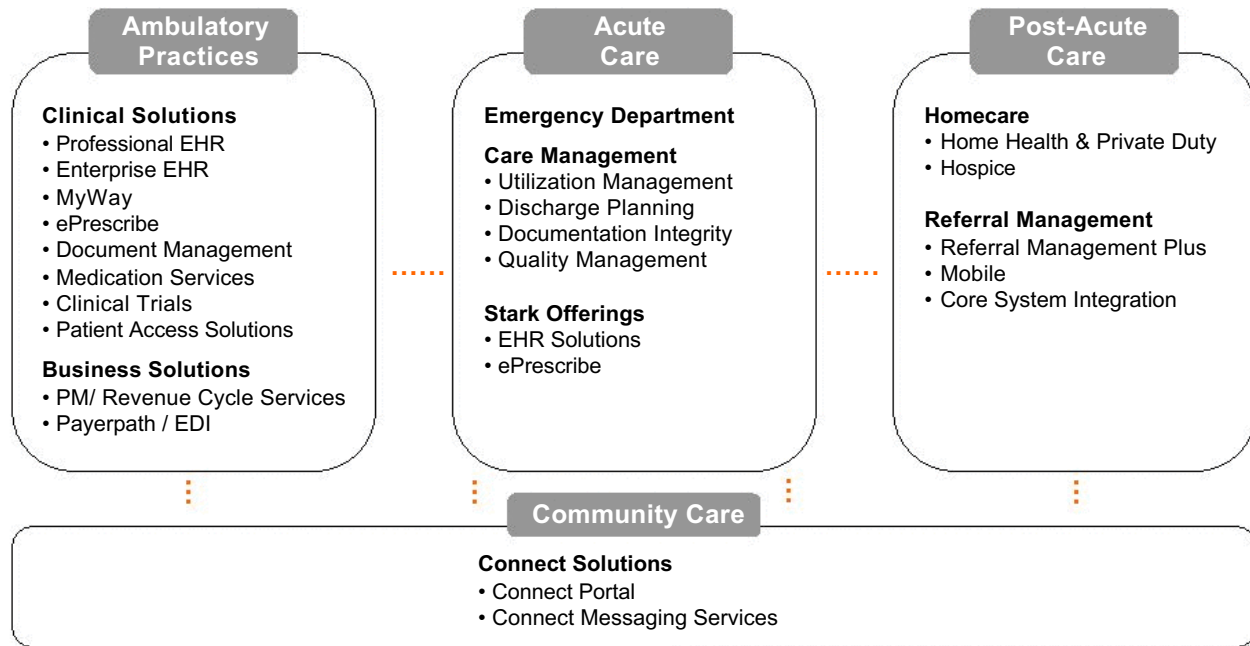 Ambulatory
Practices
Clinical Solutions
• Professional EHR
• Enterprise EHR
• MyWay
• ePrescribe
• Document Management
• Medication Services
• Clinical Trials
• Patient Access Solutions
Business Solutions
• PM/ Revenue Cycle Services
• Payerpath / EDI
Acute
Care
Emergency Department
Care Management
• Utilization Management
• Discharge Planning
• Documentation Integrity
• Quality Management
Stark Offerings
• EHR Solutions
• ePrescribe
Post-Acute
Care
Homecare
• Home Health & Private Duty
• Hospice
Referral Management
• Referral Management Plus
• Mobile
• Core System Integration
Community Care
Connect Solutions
• Connect Portal
• Connect Messaging Services